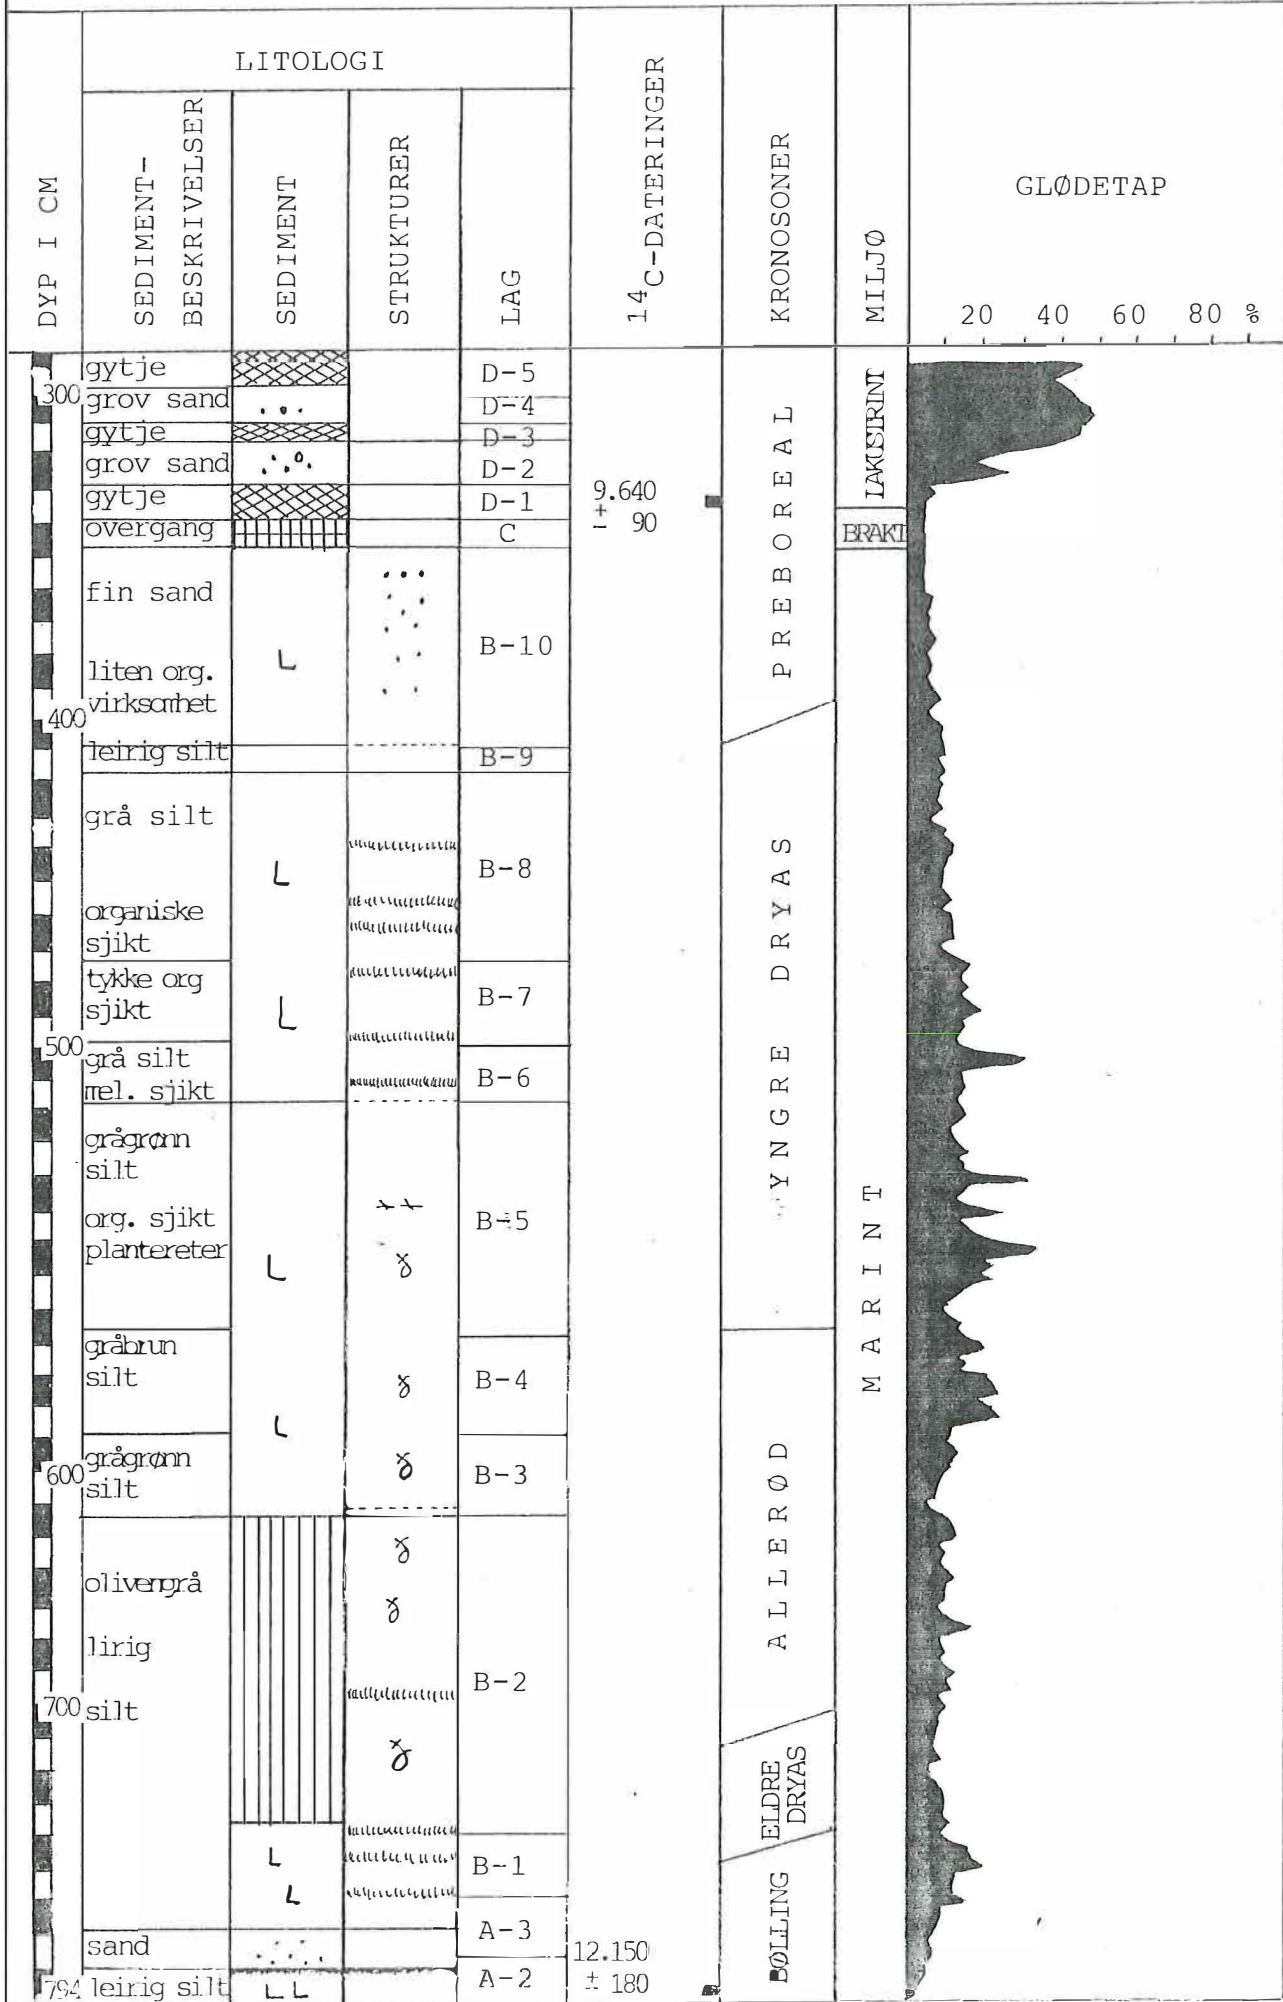 LITOLOGI
DYP I CM
SEDIMENT-
BESKRIVELSER
SEDIMENT
STRUKTURER
LAG
14C-DATERINGER
KRONOSONER
MILJØ
GLØDETAP
20 40 60 80 %
gytje
D-5
300
grov sand
D-4
gytje
D-3
grov sand
D-2
gytje
D-1
9.640
± 90
overgang
C
fin sand
B-10
liten org.
virksomhet
400
leirig silt
B-9
grå silt
B-8
organiske
sjikt
tykke org
sjikt
B-7
500
grå silt
mel. sjikt
B-6
grågrønn
silt
org. sjikt
plantereter
B-5
gråbrun
silt
B-4
600
grågrønn
silt
B-3
olivengrå
lirig
silt
B-2
700
B-1
A-3
sand
A-2
12.150
± 180
794
leirig silt
PREBOREAL
YNGRE DRYAS
ALLERØD
ELDRE
DRYAS
BØLLING
LAKUSTRINT
BRAKT
MARINT